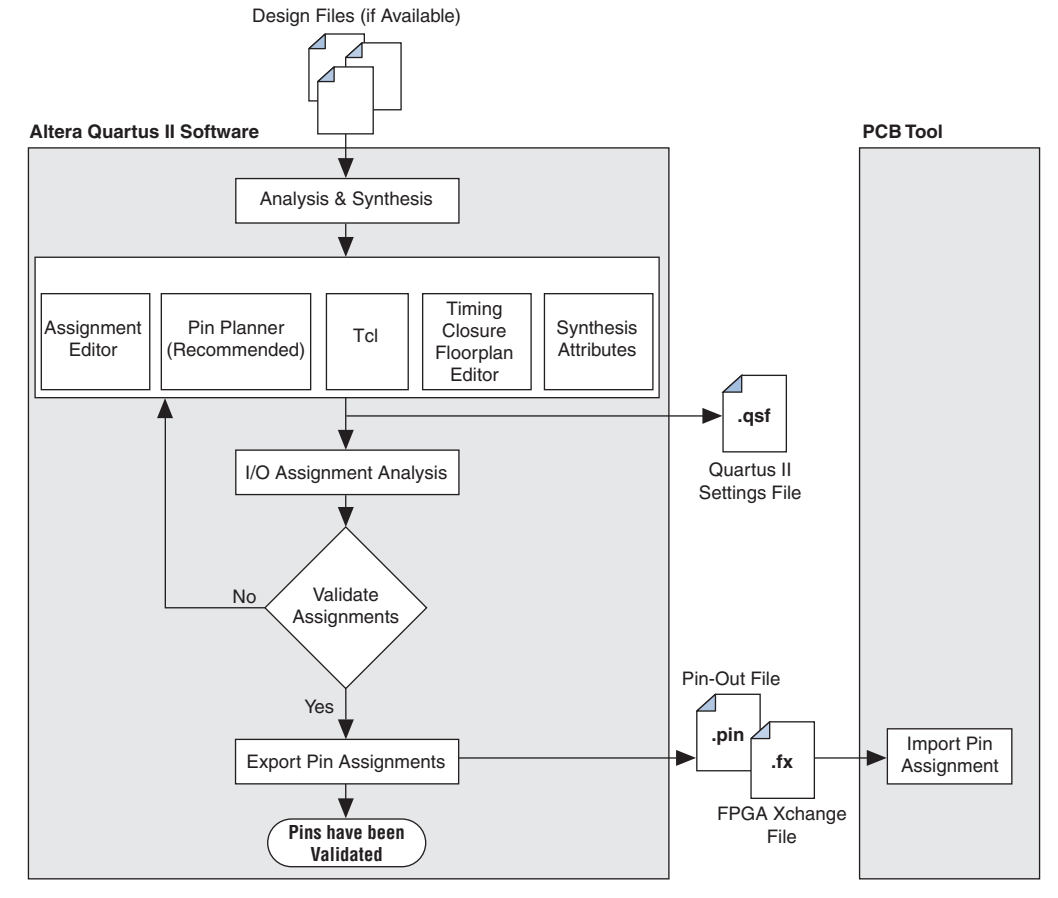 Design Files (if Available)
Altera Quartus II Software
PCB Tool
Analysis & Synthesis
Assignment
Editor
Pin Planner
(Recommended)
Tcl
Timing
Closure
Floorplan
Editor
Synthesis
Attributes
.qsf
Quartus II
Settings File
I/O Assignment Analysis
Validate
Assignments
No
Yes
Pin-Out File
.pin
.fx
FPGA Xchange
File
Export Pin Assignments
Import Pin
Assignment
Pins have been
Validated